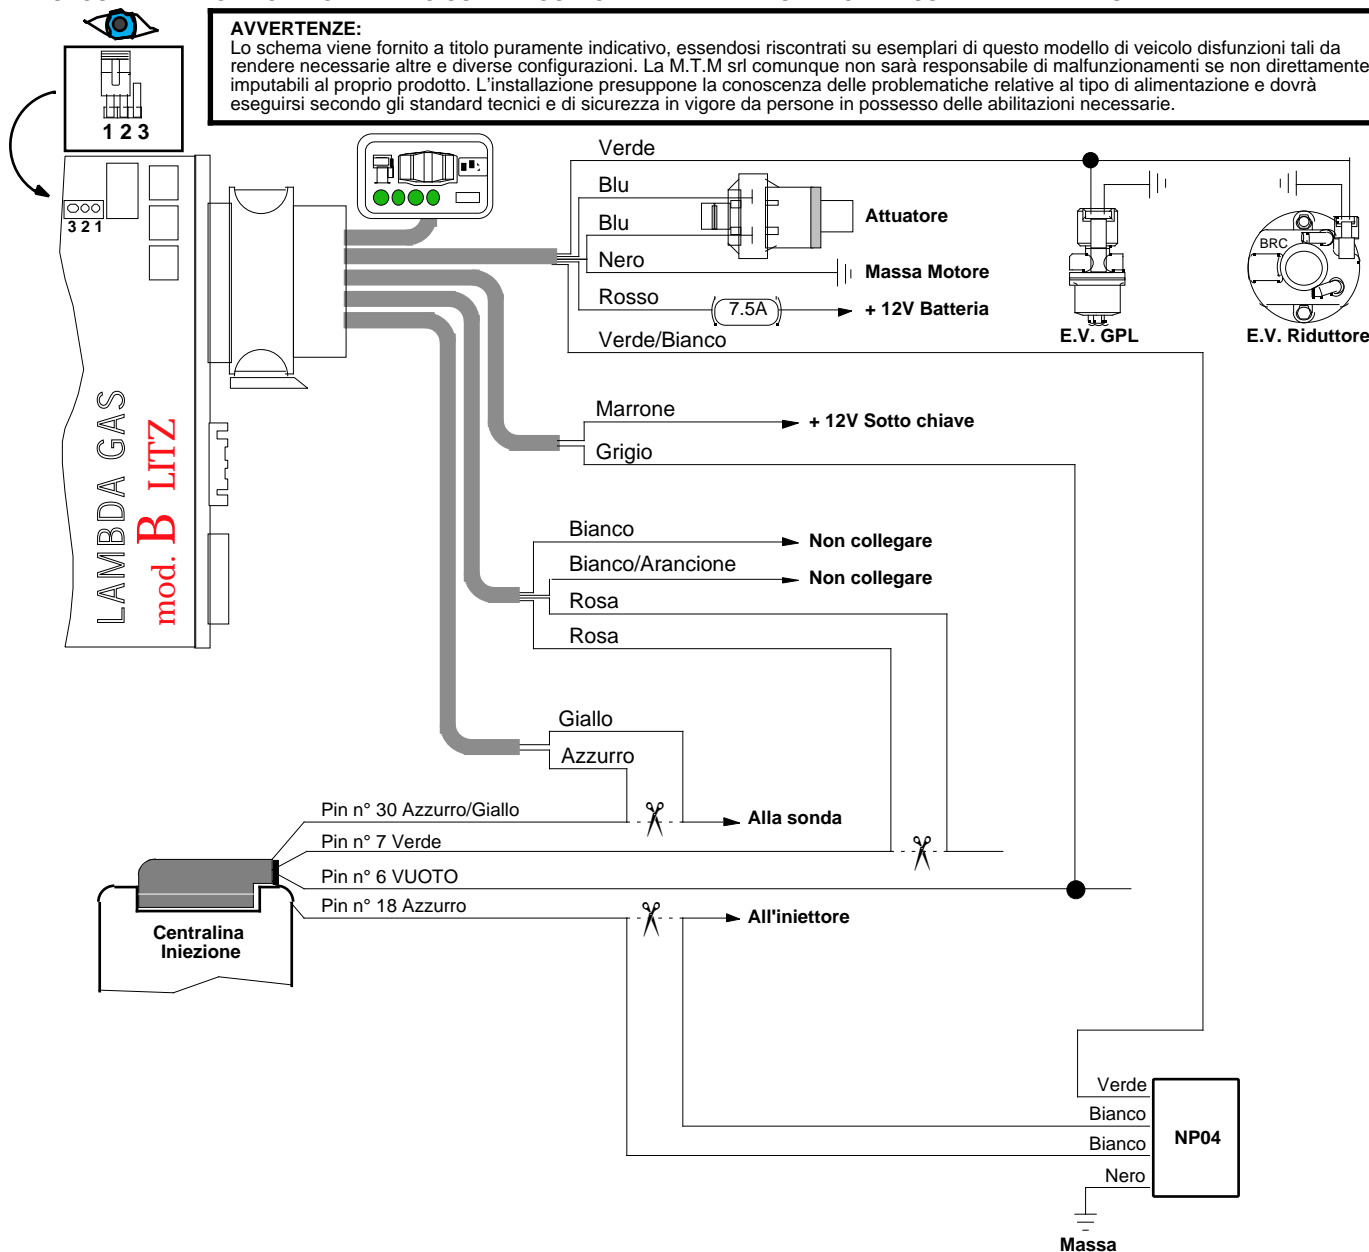 AVVERTENZE:
Lo schema viene fornito a titolo puramente indicativo, essendosi riscontrati su esemplari di questo modello di veicolo disfunzioni tali da
rendere necessarie altre e diverse configurazioni. La M.T.M srl comunque non sarà responsabile di malfunzionamenti se non direttamente
imputabili al proprio prodotto. L'installazione presuppone la conoscenza delle problematiche relative al tipo di alimentazione e dovrà
eseguirsi secondo gli standard tecnici e di sicurezza in vigore da persone in possesso delle abilitazioni necessarie.
1 2 3
3 2 1
LAMBDA GAS
mod. B LITZ
Verde
Blu
Blu
Attuatore
Nero
Massa Motore
Rosso
7.5A
+ 12V Batteria
Verde/Bianco
E.V. GPL
BRC
E.V. Riduttore
Marrone
+ 12V Sotto chiave
Grigio
Bianco
Non collegare
Bianco/Arancione
Non collegare
Rosa
Rosa
Giallo
Azzurro
Pin n° 30 Azzurro/Giallo
Alla sonda
Pin n° 7 Verde
Pin n° 6 VUOTO
Pin n° 18 Azzurro
All'iniettore
Centralina
Iniezione
Verde
Bianco
Bianco
Nero
NP04
Massa